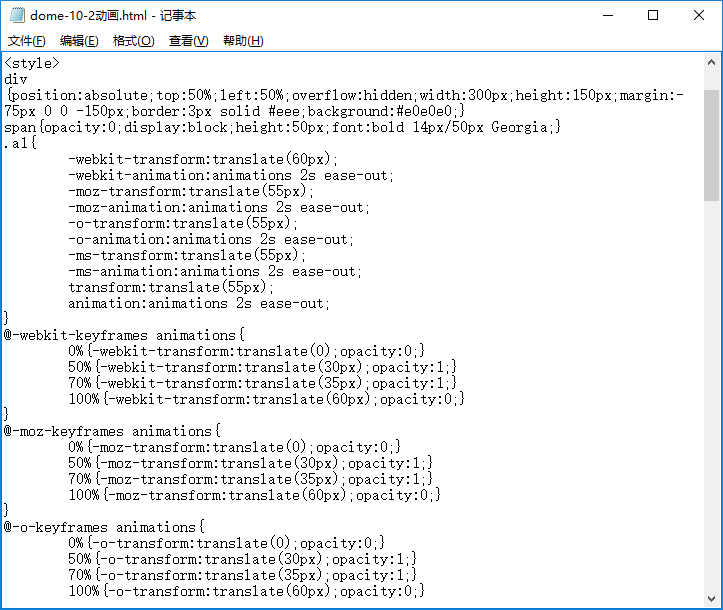 dome-10-2动画.html - 记事本
文件(F) 编辑(E) 格式(O) 查看(V) 帮助(H)
<style>
div
{position:absolute;top:50%;left:50%;overflow:hidden;width:300px;height:150px;margin:-
75px 0 0 -150px;border:3px solid #eee;background:#e0e0e0;}
span{opacity:0;display:block;height:50px;font:bold 14px/50px Georgia;}
.a1{
-webkit-transform:translate(60px);
-webkit-animation:animations 2s ease-out;
-moz-transform:translate(55px);
-moz-animation:animations 2s ease-out;
-o-transform:translate(55px);
-o-animation:animations 2s ease-out;
-ms-transform:translate(55px);
-ms-animation:animations 2s ease-out;
transform:translate(55px);
animation:animations 2s ease-out;
}
@-webkit-keyframes animations{
0%{-webkit-transform:translate(0);opacity:0;}
50%{-webkit-transform:translate(30px);opacity:1;}
70%{-webkit-transform:translate(35px);opacity:1;}
100%{-webkit-transform:translate(60px);opacity:0;}
}
@-moz-keyframes animations{
0%{-moz-transform:translate(0);opacity:0;}
50%{-moz-transform:translate(30px);opacity:1;}
70%{-moz-transform:translate(35px);opacity:1;}
100%{-moz-transform:translate(60px);opacity:0;}
}
@-o-keyframes animations{
0%{-o-transform:translate(0);opacity:0;}
50%{-o-transform:translate(30px);opacity:1;}
70%{-o-transform:translate(35px);opacity:1;}
100%{-o-transform:translate(60px);opacity:0;}